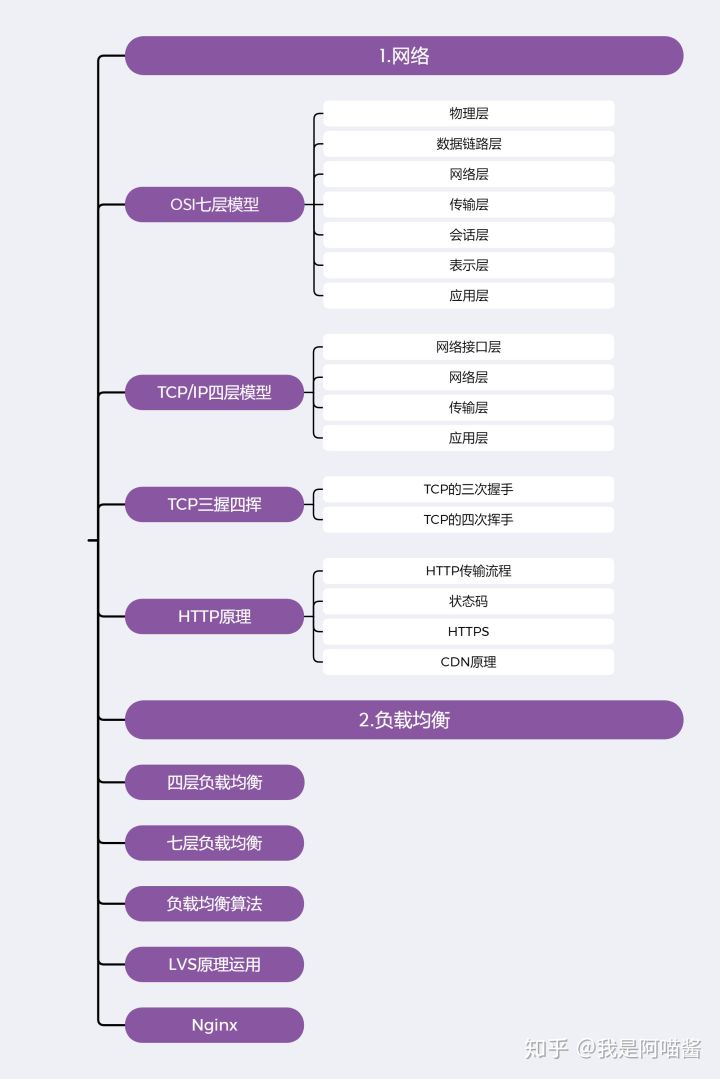 1.网络
OSI七层模型
物理层
数据链路层
网络层
传输层
会话层
表示层
应用层
TCP/IP四层模型
网络接口层
网络层
传输层
应用层
TCP三握四挥
TCP的三次握手
TCP的四次挥手
HTTP原理
HTTP传输流程
状态码
HTTPS
CDN原理
2.负载均衡
四层负载均衡
七层负载均衡
负载均衡算法
LVS原理运用
Nginx
知乎 @我是阿喵酱